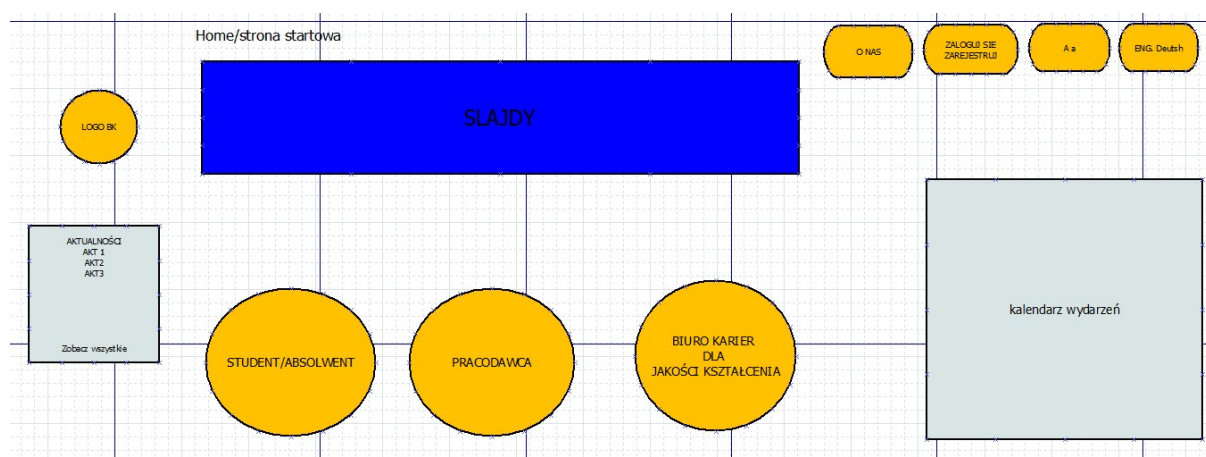 Home/strona startowa
O NAS
ZALOGUJ SIE
ZAREJESTRUJ
A a
ENG. Deutsh
SLAJDY
LOGO BK
AKTUALNOŚCI
AKT 1
AKT2
AKT3
Zobacz wszystkie
STUDENT/ABSOLWENT
PRACODAWCA
BIURO KARIER
DLA
JAKOŚCI KSZTAŁCENIA
kalendarz wydarzeń